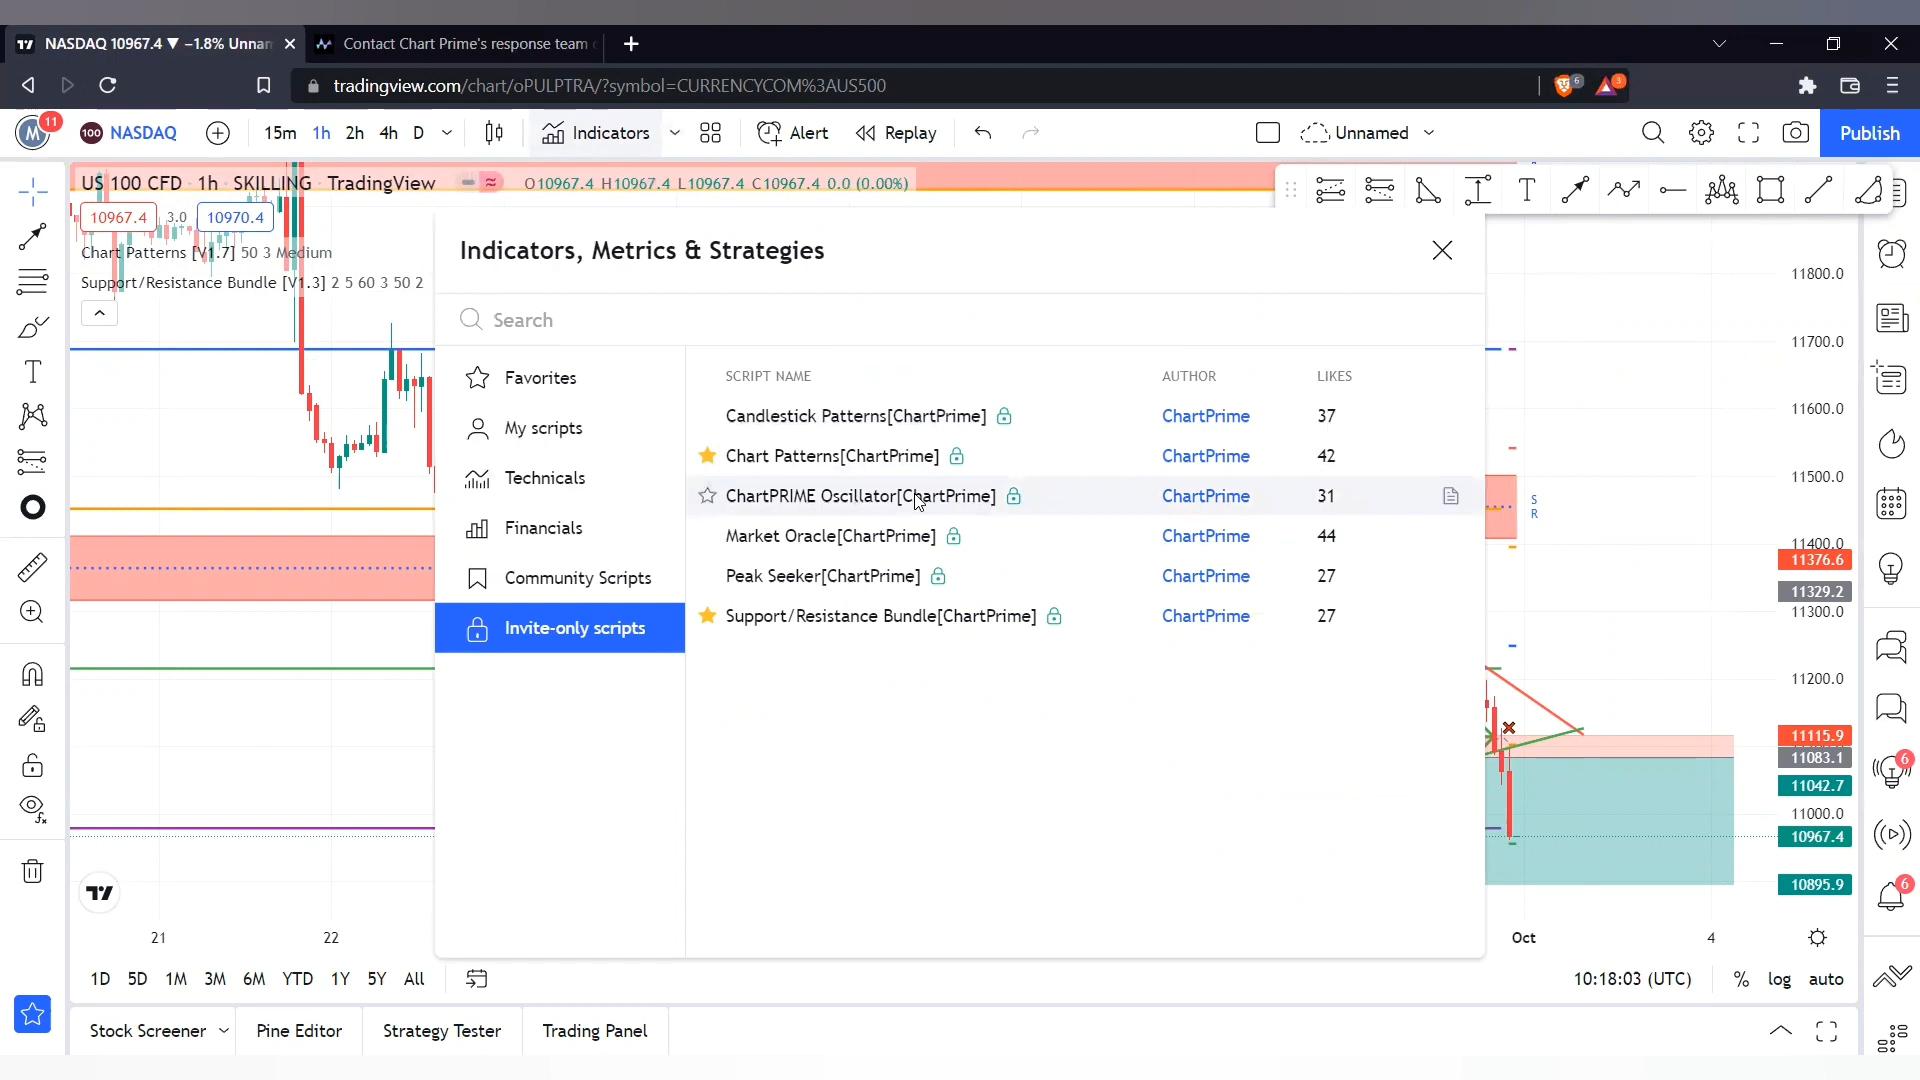 NASDAQ 10967.4 ▼ −1.8% Unnan
Contact Chart Prime's response team
tradingview.com/chart/oPULPTRA/?symbol=CURRENCYCOM%3AUS500
6
3
M
11
100 NASDAQ
15m 1h 2h 4h D
Indicators
Alert
Replay
Unnamed
Publish
US 100 CFD · 1h · SKILLING · TradingView
O10967.4 H10967.4 L10967.4 C10967.4 0.0 (0.00%)
10967.4 3.0 10970.4
Chart Patterns [V1.7] 50 3 Medium
Support/Resistance Bundle [V1.3] 2 5 60 3 50 2
Indicators, Metrics & Strategies
Search
Favorites
My scripts
Technicals
Financials
Community Scripts
Invite-only scripts
SCRIPT NAME AUTHOR LIKES
Candlestick Patterns[ChartPrime] ChartPrime 37
Chart Patterns[ChartPrime] ChartPrime 42
ChartPRIME Oscillator[ChartPrime] ChartPrime 31
Market Oracle[ChartPrime] ChartPrime 44
Peak Seeker[ChartPrime] ChartPrime 27
Support/Resistance Bundle[ChartPrime] ChartPrime 27
S
R
11800.0
11700.0
11600.0
11500.0
11400.0
11376.6
11329.2
11300.0
11200.0
11115.9
11083.1
11042.7
11000.0
10967.4
10895.9
6
6
21 22 Oct 4
1D 5D 1M 3M 6M YTD 1Y 5Y All
10:18:03 (UTC) % log auto
Stock Screener
Pine Editor
Strategy Tester
Trading Panel